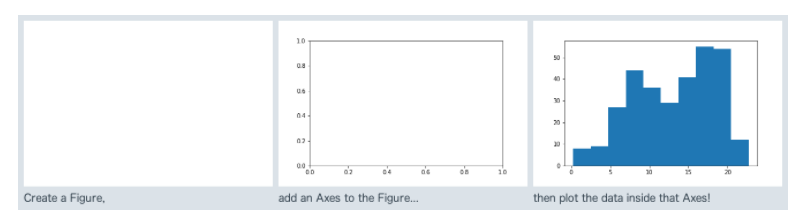 1.0
0.8
0.6
0.4
0.2
0.0
0.0 0.2 0.4 0.6 0.8 1.0
50
40
30
20
10
0
0 5 10 15 20
Create a Figure,
add an Axes to the Figure...
then plot the data inside that Axes!